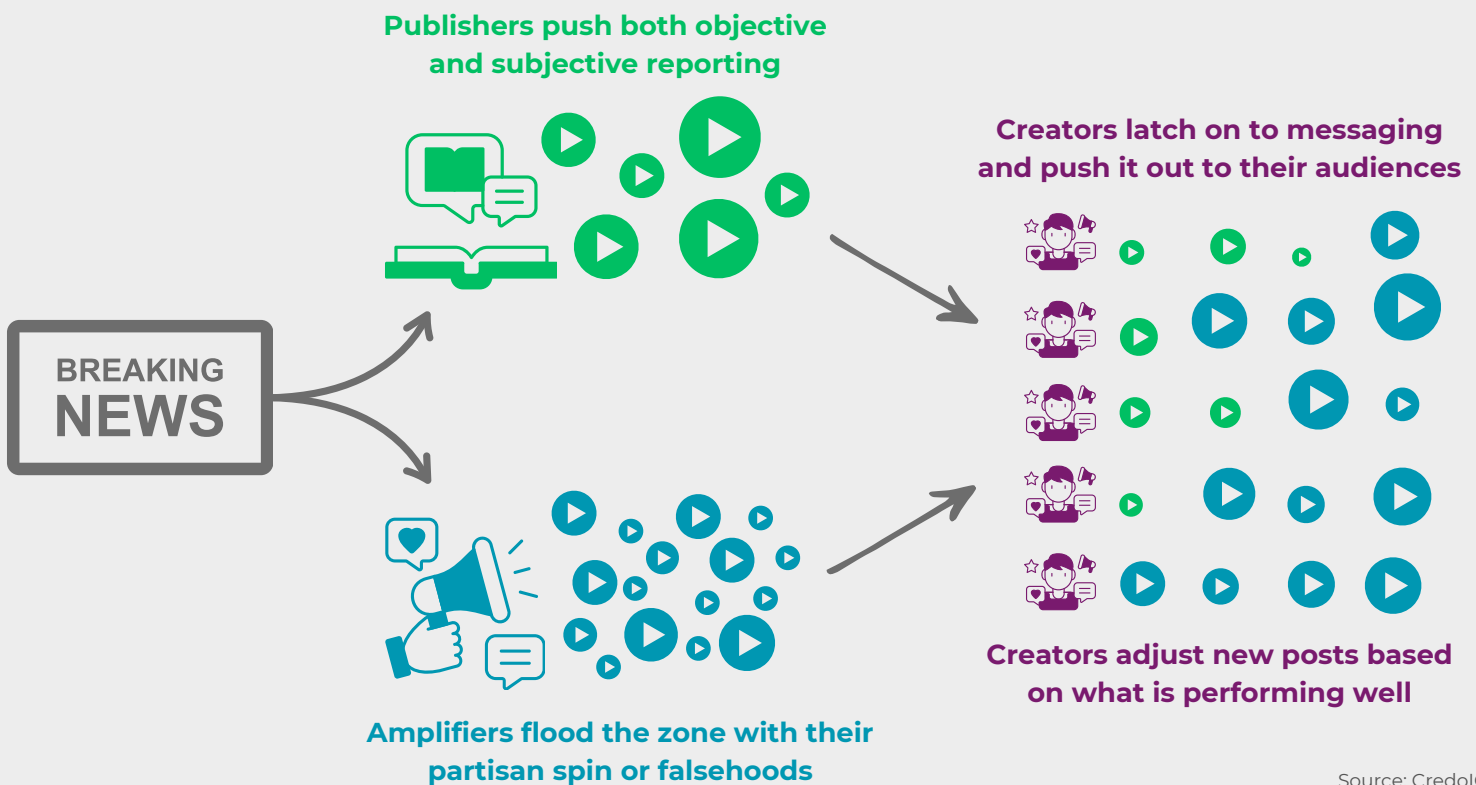 Publishers push both objective
and subjective reporting
Creators latch on to messaging
and push it out to their audiences
BREAKING
NEWS
Creators adjust new posts based
on what is performing well
Amplifiers flood the zone with their
partisan spin or falsehoods
Source: